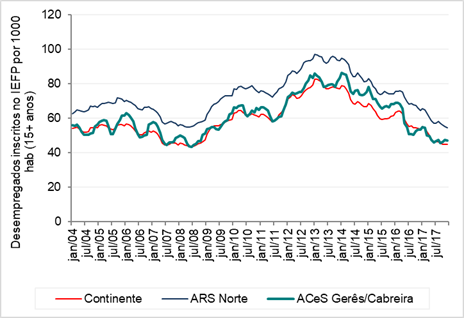 Desempregados inscritos no IEFP por 1000
hab (15+ anos)
120
100
80
60
40
20
0
jan/04
jul/04
jan/05
jul/05
jan/06
jul/06
jan/07
jul/07
jan/08
jul/08
jan/09
jul/09
jan/10
jul/10
jan/11
jul/11
jan/12
jul/12
jan/13
jul/13
jan/14
jul/14
jan/15
jul/15
jan/16
jul/16
jan/17
jul/17
Continente
ARS Norte
ACeS Gerês/Cabreira